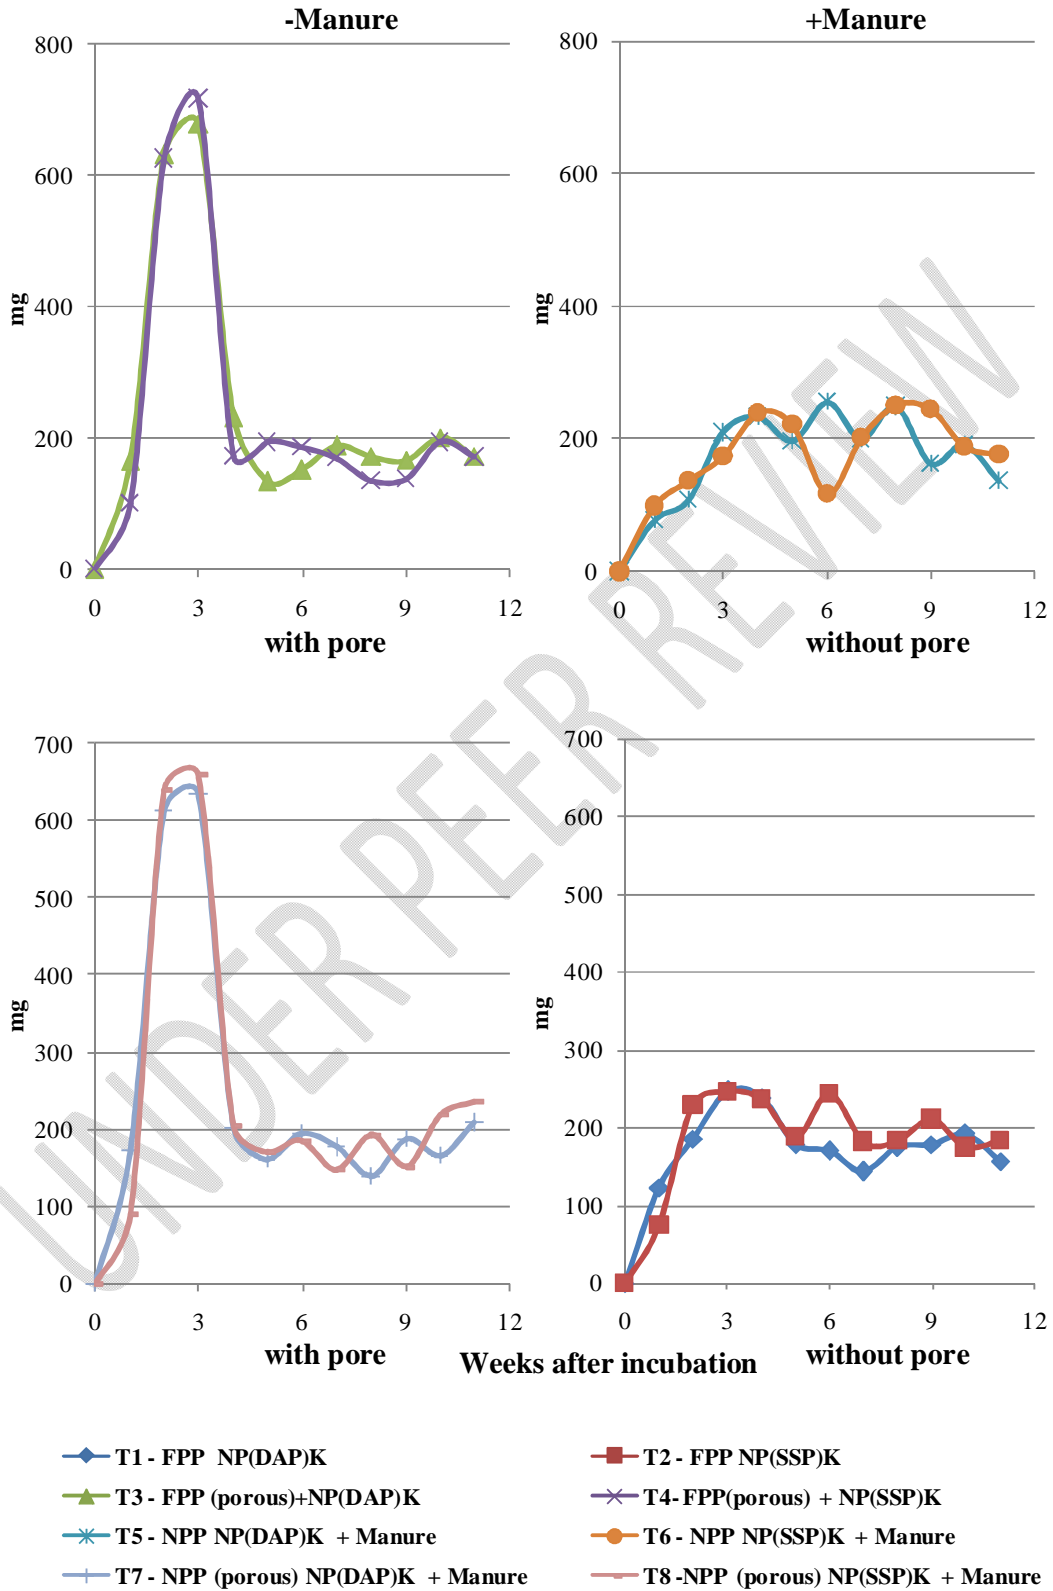 -Manure
+Manure
800
600
400
200
0
mg
0 3 6 9 12
with pore
800
600
400
200
0
mg
0 3 6 9 12
without pore
700
600
500
400
300
200
100
0
mg
0 3 6 9 12
with pore
700
600
500
400
300
200
100
0
mg
0 3 6 9 12
without pore
Weeks after incubation
T1 - FPP NP(DAP)K
T2 - FPP NP(SSP)K
T3 - FPP (porous)+NP(DAP)K
T4- FPP(porous) + NP(SSP)K
T5 - NPP NP(DAP)K + Manure
T6 - NPP NP(SSP)K + Manure
T7 - NPP (porous) NP(DAP)K + Manure
T8 -NPP (porous) NP(SSP)K + Manure
UNDER PEER REVIEW